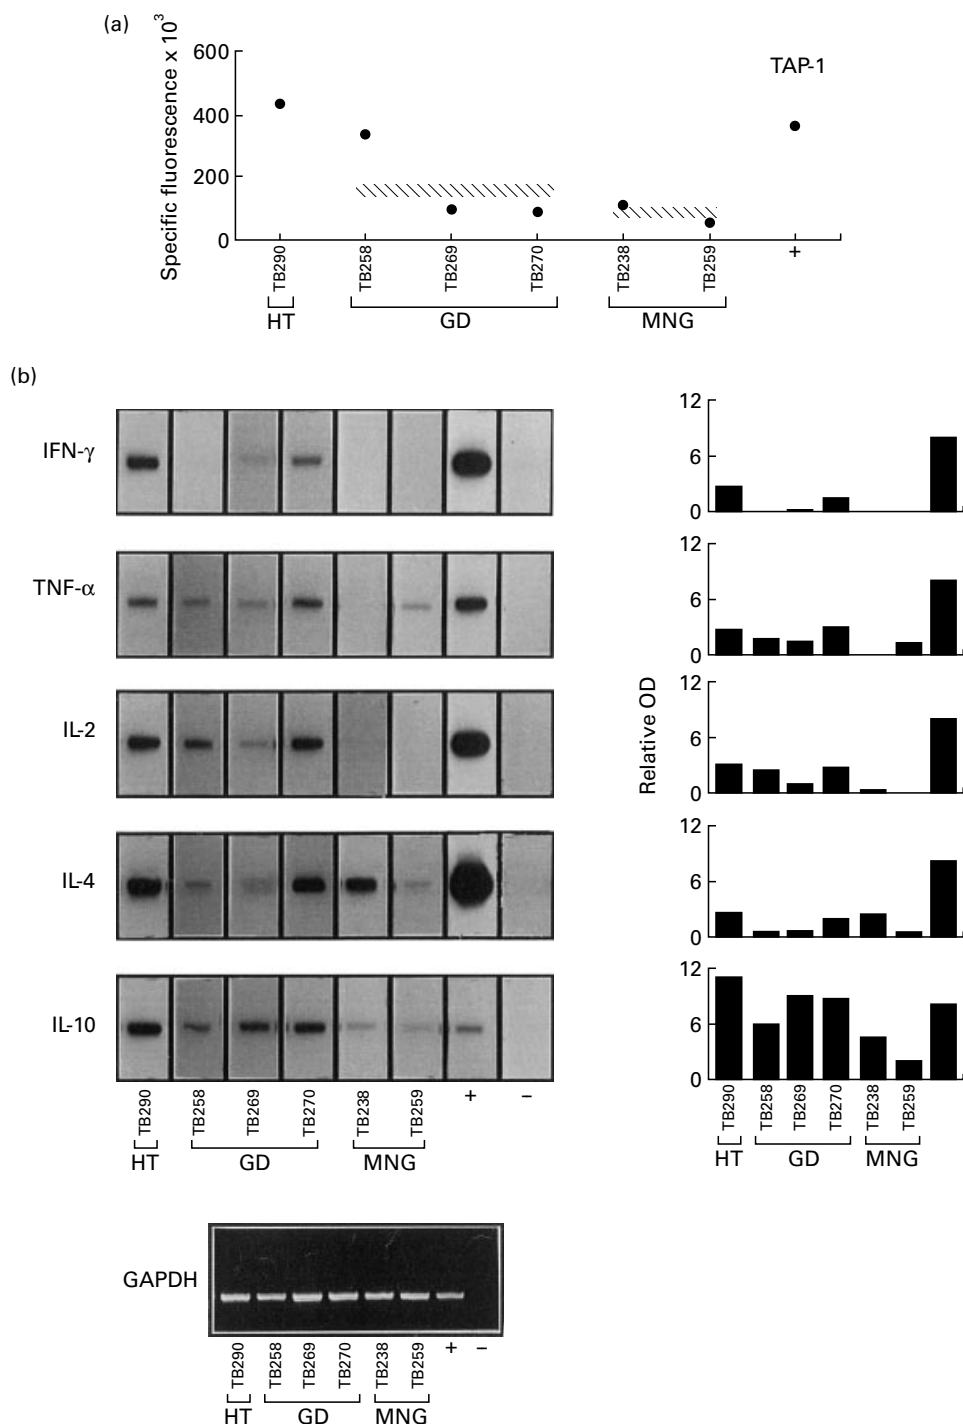 (a)
Specific fluorescence x 10³
600
400
200
0
TAP-1
TB290
TB258
TB269
TB270
TB238
TB259
+
HT
GD
MNG
(b)
IFN-γ
12
6
0
TNF-α
12
6
0
IL-2
12
6
0
Relative OD
IL-4
12
6
0
IL-10
12
6
0
TB290
TB258
TB269
TB270
TB238
TB259
+
−
HT
GD
MNG
TB290
TB258
TB269
TB270
TB238
TB259
HT
GD
MNG
GAPDH
TB290
TB258
TB269
TB270
TB238
TB259
+
−
HT
GD
MNG